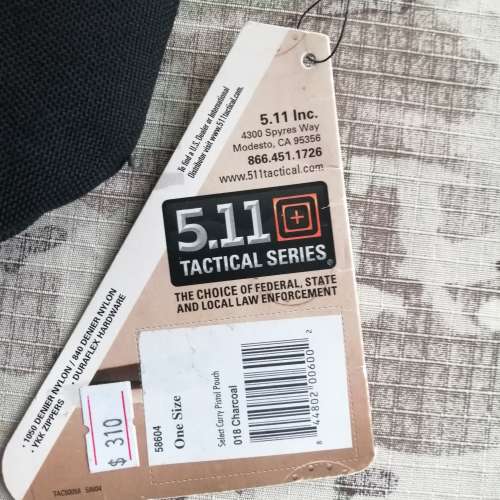 To find a U.S. Dealer or International
Distributor visit www.511tactical.com.
5.11 Inc.
4300 Spyres Way
Modesto, CA 95356
866.451.1726
www.511tactical.com
5.11
TACTICAL SERIES®
THE CHOICE OF FEDERAL, STATE
AND LOCAL LAW ENFORCEMENT
• 1050 DENIER NYLON / 840 DENIER NYLON
• YKK ZIPPERS • DURAFLEX HARDWARE
58604
One Size
Select Carry Pistol Pouch
018 Charcoal
8 44802 00600 2
$ 310